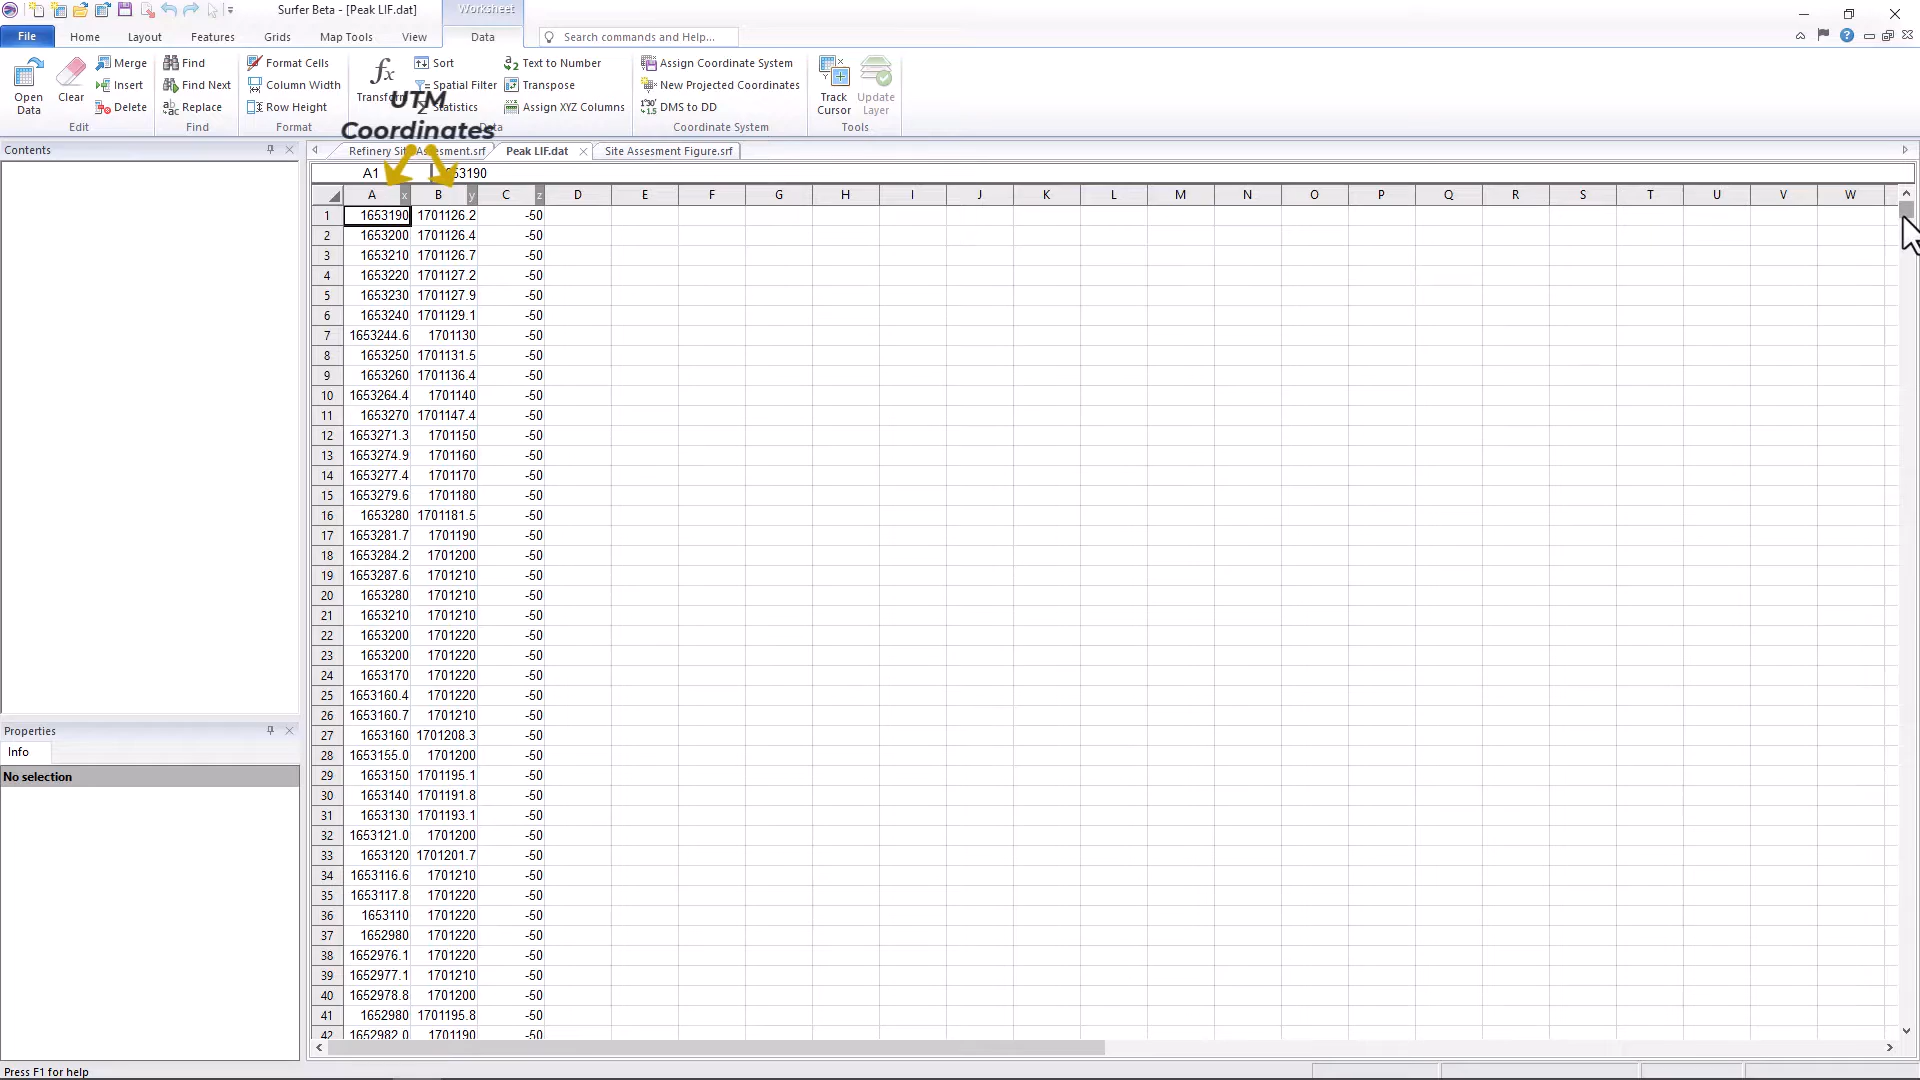 Surfer Beta - [Peak LIF.dat]
Worksheet
File
Home
Layout
Features
Grids
Map Tools
View
Data
Search commands and Help...
Open Data
Clear
Merge
Insert
Delete
Edit
Find
Find Next
Replace
Find
Format Cells
Column Width
Row Height
Format
Transform
Sort
Spatial Filter
Statistics
Text to Number
Transpose
Assign XYZ Columns
Data
Assign Coordinate System
New Projected Coordinates
DMS to DD
Coordinate System
Track Cursor
Update Layer
Tools
UTM
Coordinates
Contents
Refinery Site Assesment.srf
Peak LIF.dat
Site Assesment Figure.srf
A1
1653190
A x B y C z D E F G H I J K L M N O P Q R S T U V W
1 1653190 1701126.2 -50
2 1653200 1701126.4 -50
3 1653210 1701126.7 -50
4 1653220 1701127.2 -50
5 1653230 1701127.9 -50
6 1653240 1701129.1 -50
7 1653244.6 1701130 -50
8 1653250 1701131.5 -50
9 1653260 1701136.4 -50
10 1653264.4 1701140 -50
11 1653270 1701147.4 -50
12 1653271.3 1701150 -50
13 1653274.9 1701160 -50
14 1653277.4 1701170 -50
15 1653279.6 1701180 -50
16 1653280 1701181.5 -50
17 1653281.7 1701190 -50
18 1653284.2 1701200 -50
19 1653287.6 1701210 -50
20 1653280 1701210 -50
21 1653210 1701210 -50
22 1653200 1701220 -50
23 1653200 1701220 -50
24 1653170 1701220 -50
25 1653160.4 1701220 -50
26 1653160.7 1701210 -50
27 1653160 1701208.3 -50
28 1653155.0 1701200 -50
29 1653150 1701195.1 -50
30 1653140 1701191.8 -50
31 1653130 1701193.1 -50
32 1653121.0 1701200 -50
33 1653120 1701201.7 -50
34 1653116.6 1701210 -50
35 1653117.8 1701220 -50
36 1653110 1701220 -50
37 1652980 1701220 -50
38 1652976.1 1701220 -50
39 1652977.1 1701210 -50
40 1652978.8 1701200 -50
41 1652980 1701195.8 -50
42 1652982.0 1701190 -50
Properties
Info
No selection
Press F1 for help